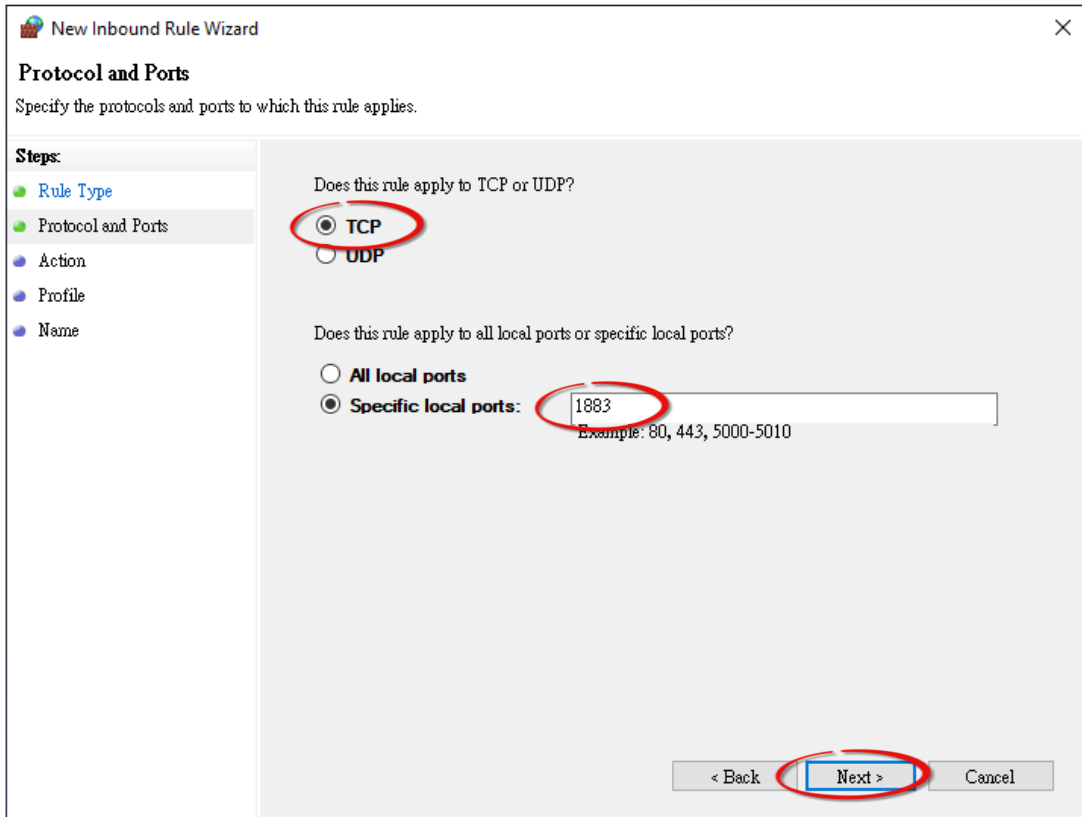 New Inbound Rule Wizard
Protocol and Ports
Specify the protocols and ports to which this rule applies.
Steps:
Rule Type
Protocol and Ports
Action
Profile
Name
Does this rule apply to TCP or UDP?
TCP
UDP
Does this rule apply to all local ports or specific local ports?
All local ports
Specific local ports: 1883
Example: 80, 443, 5000-5010
< Back Next > Cancel